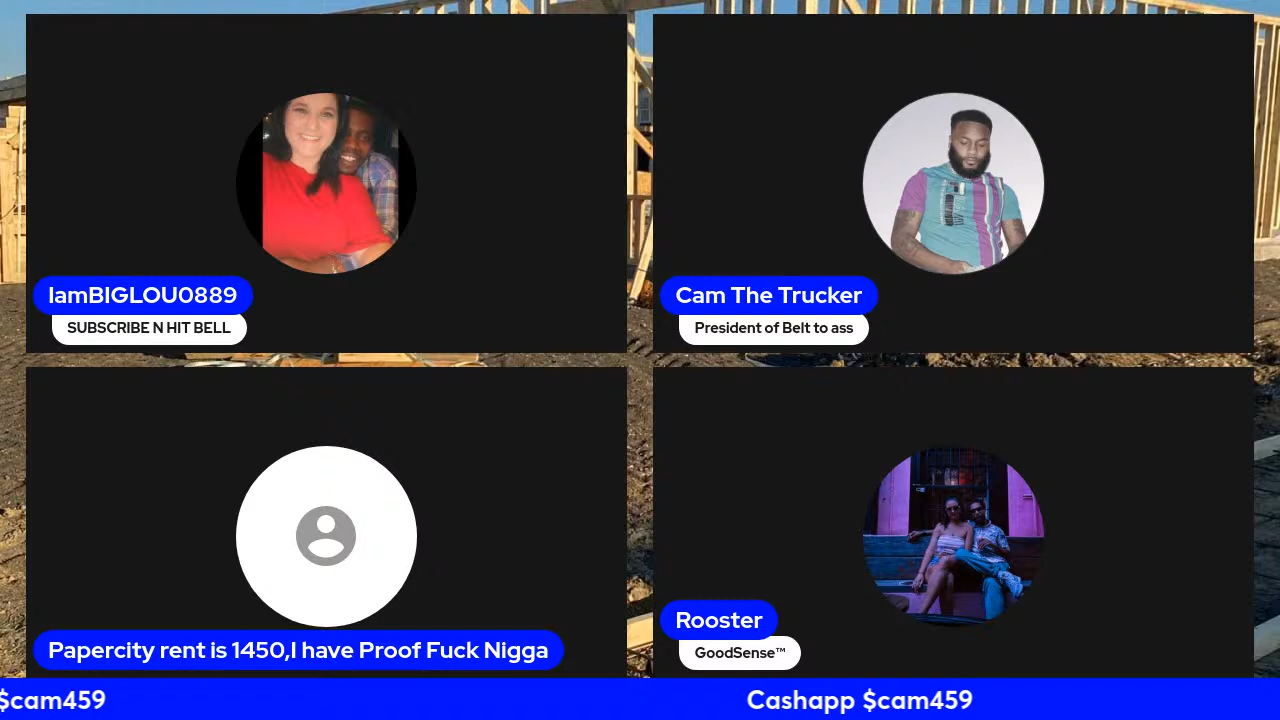 IamBIGLOU0889
SUBSCRIBE N HIT BELL
Cam The Trucker
President of Belt to ass
Papercity rent is 1450,I have Proof Fuck Nigga
Rooster
GoodSense™
$cam459
Cashapp $cam459